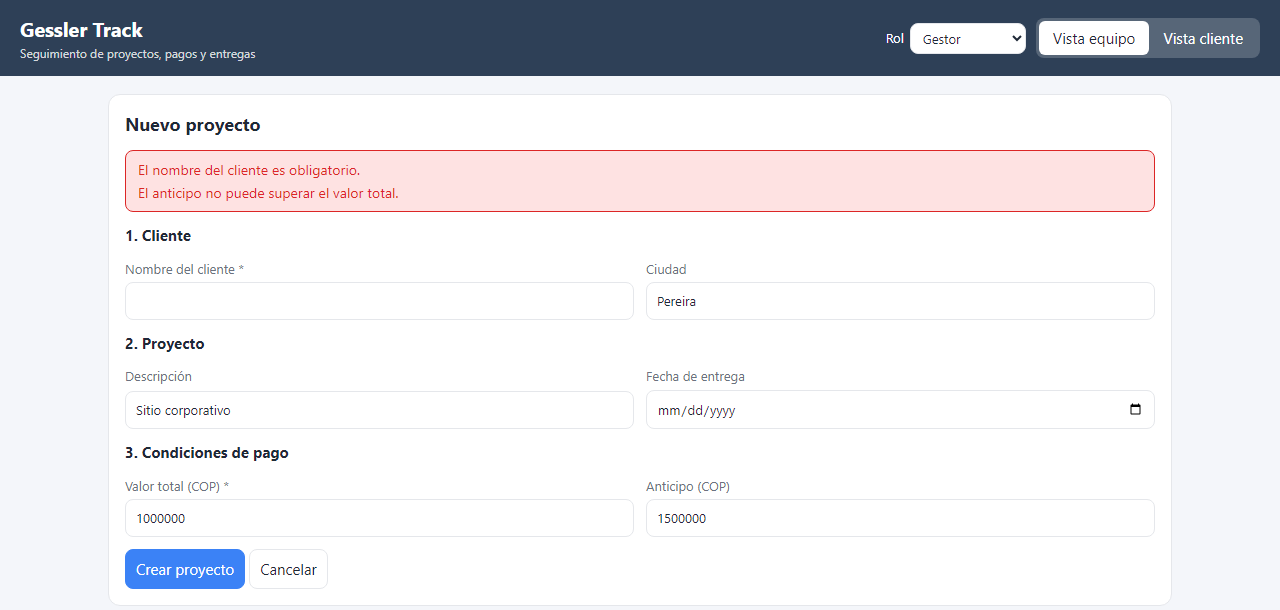 Gessler Track
Seguimiento de proyectos, pagos y entregas
Rol Gestor Vista equipo Vista cliente
Nuevo proyecto
El nombre del cliente es obligatorio.
El anticipo no puede superar el valor total.
1. Cliente
Nombre del cliente * Ciudad
Pereira
2. Proyecto
Descripción Fecha de entrega
Sitio corporativo mm/dd/yyyy
3. Condiciones de pago
Valor total (COP) * Anticipo (COP)
1000000 1500000
Crear proyecto Cancelar